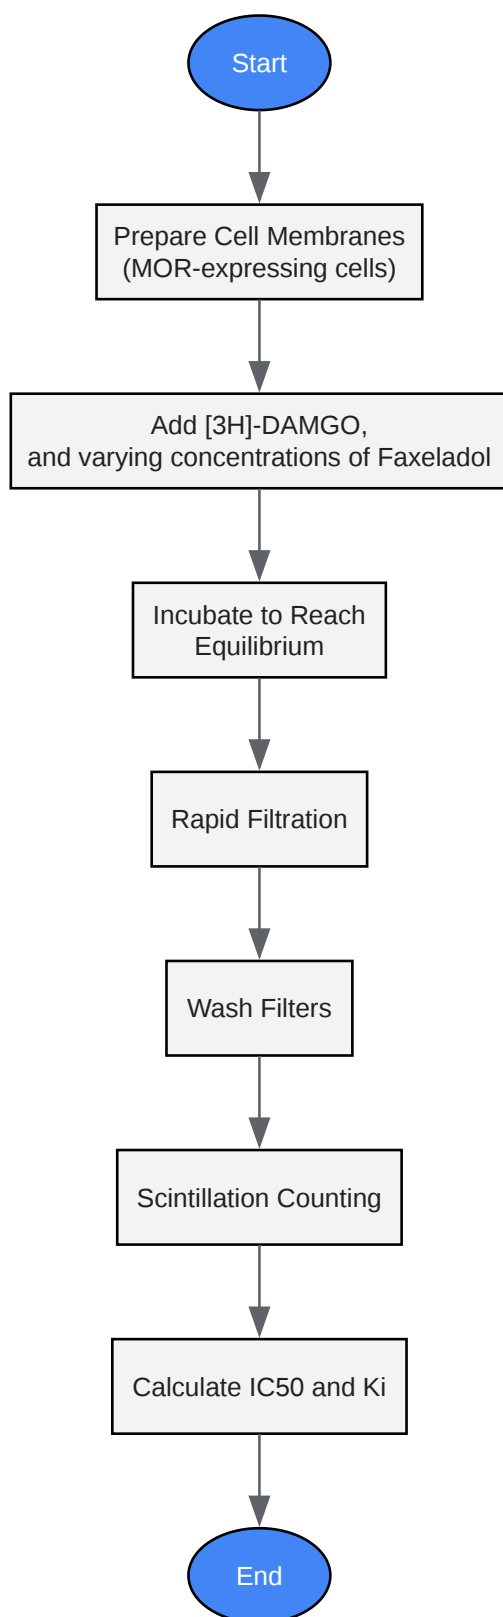 Start
Prepare Cell Membranes
(MOR-expressing cells)
Add [3H]-DAMGO,
and varying concentrations of Faxeladol
Incubate to Reach
Equilibrium
Rapid Filtration
Wash Filters
Scintillation Counting
Calculate IC50 and Ki
End